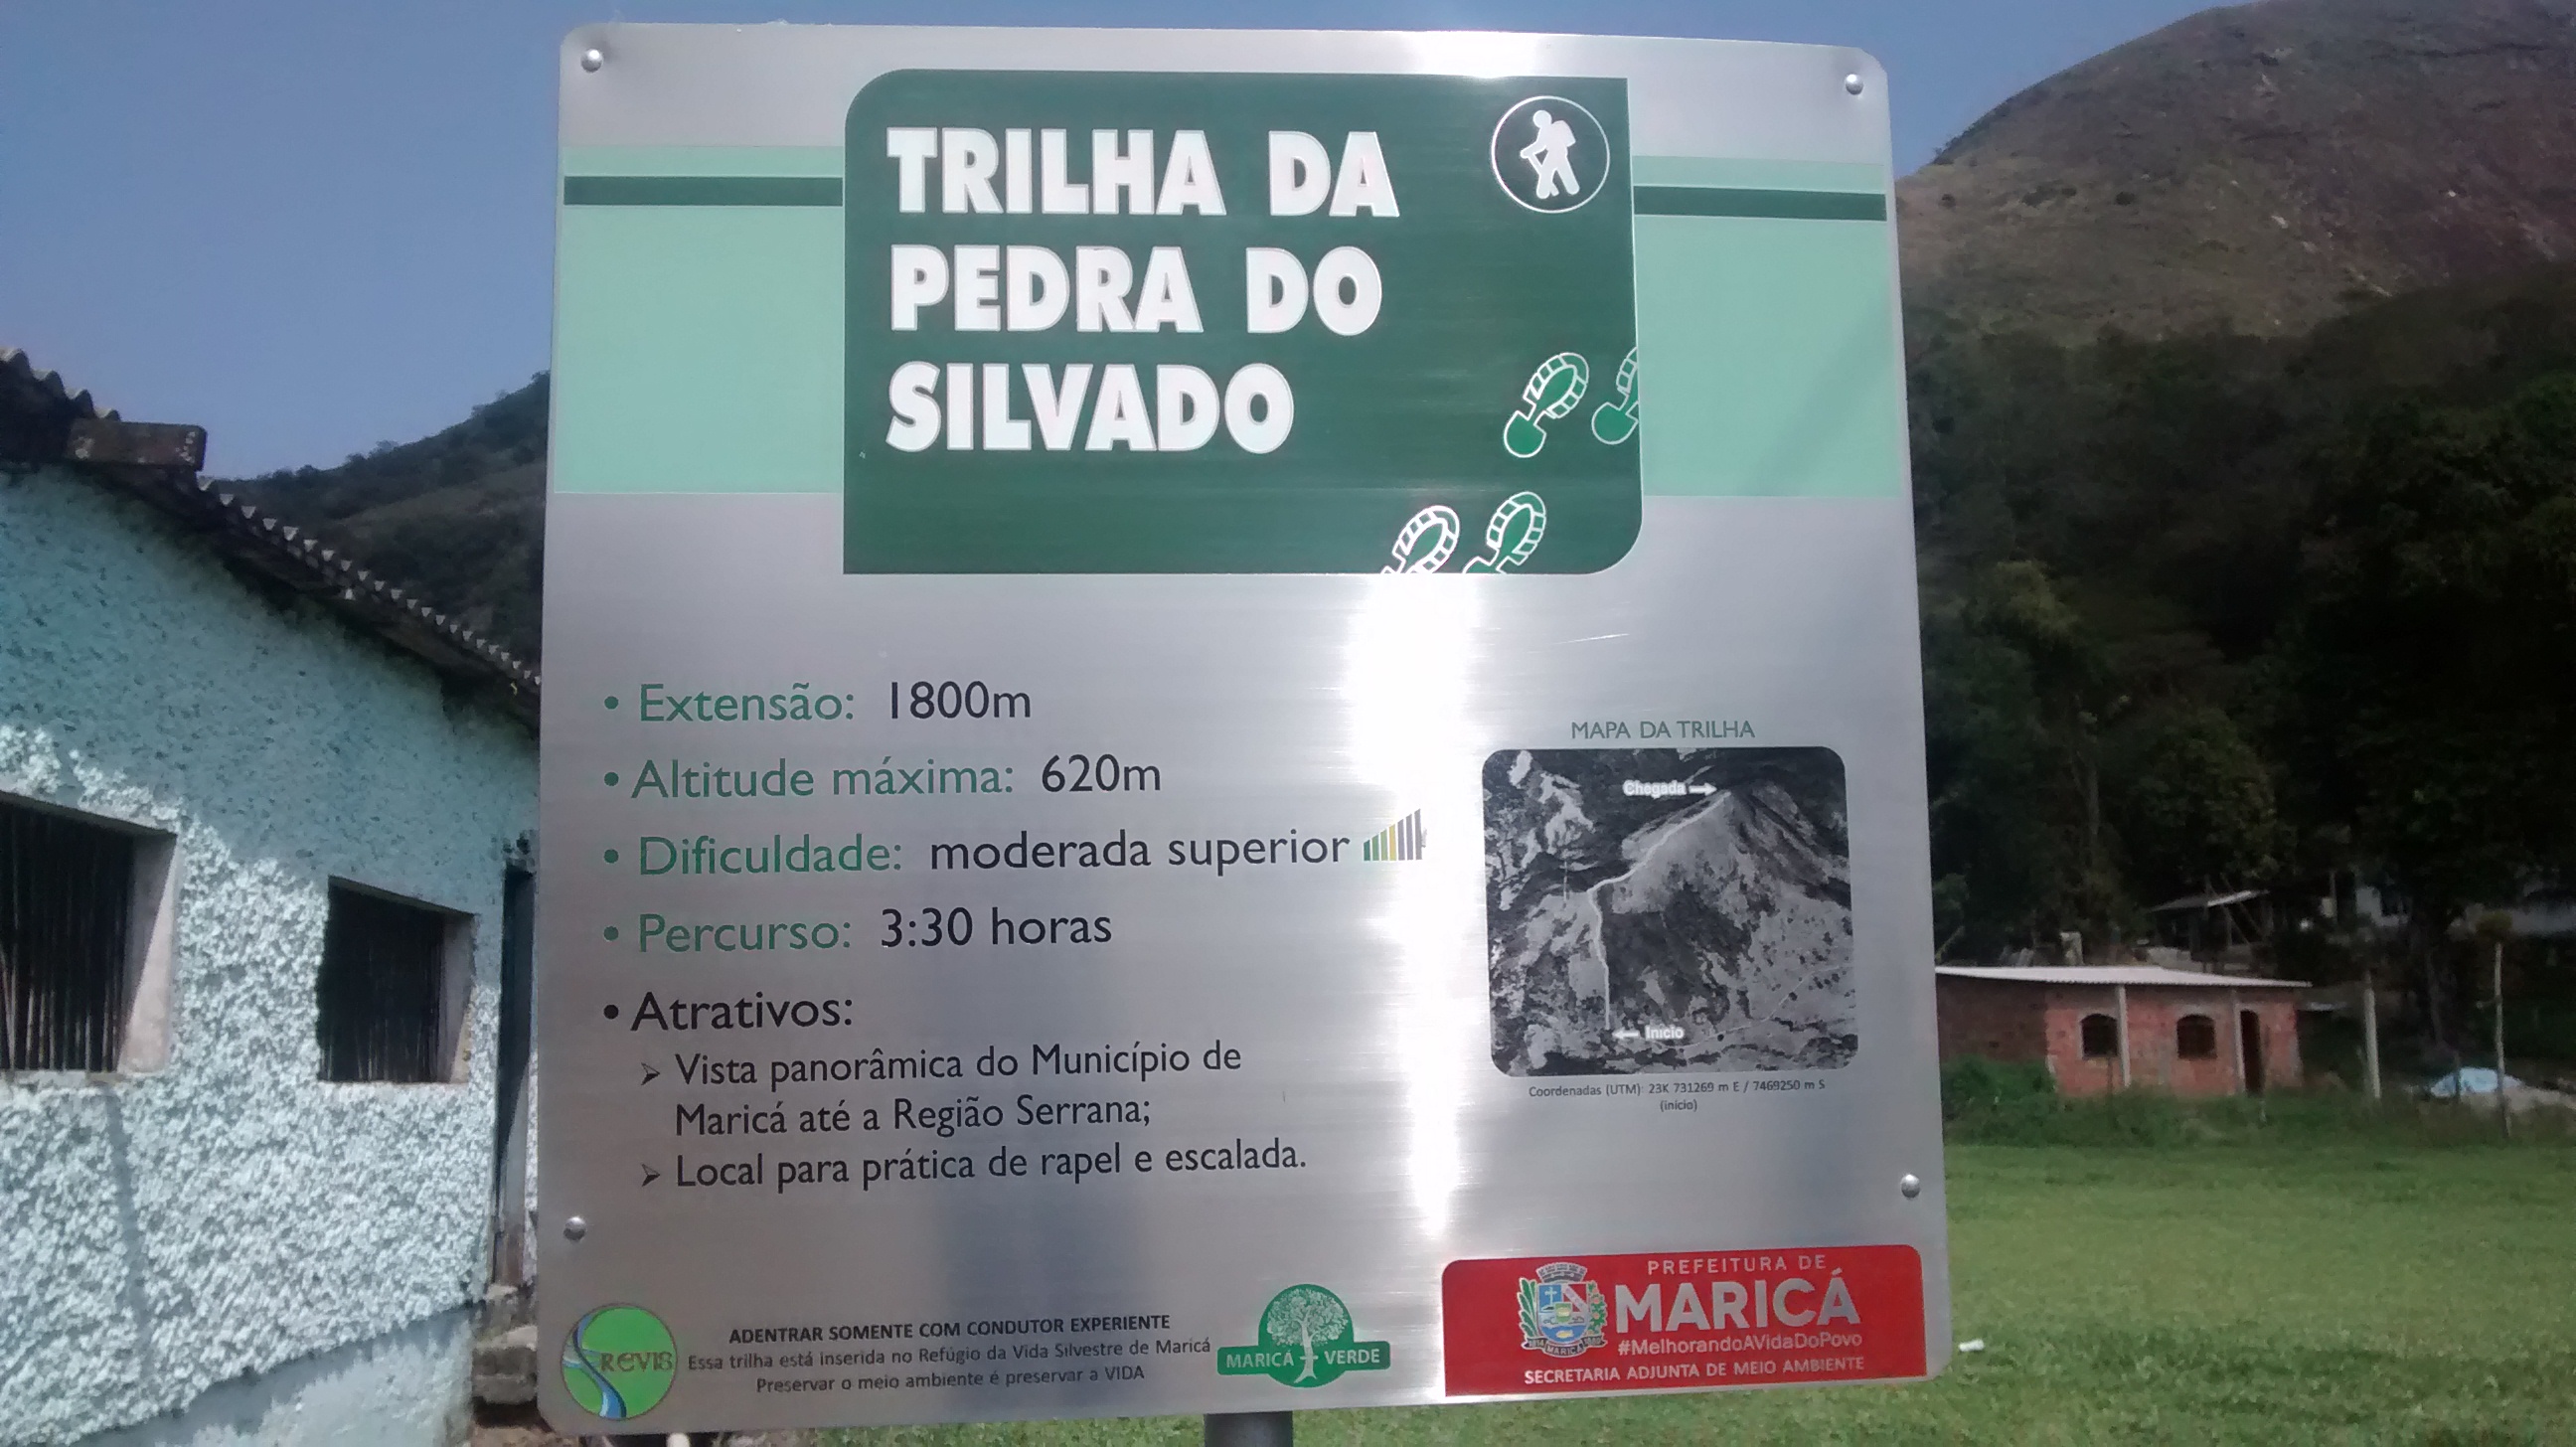 TRILHA DA
PEDRA DO
SILVADO
• Extensão: 1800m
• Altitude máxima: 620m
• Dificuldade: moderada superior
• Percurso: 3:30 horas
• Atrativos:
➢ Vista panorâmica do Município de
Maricá até a Região Serrana;
➢ Local para prática de rapel e escalada.
MAPA DA TRILHA
Chegada
Inicio
Coordenadas (UTM): 23K 731269 m E / 7469250 m S
(inicio)
REVIS
ADENTRAR SOMENTE COM CONDUTOR EXPERIENTE
Essa trilha está inserida no Refúgio da Vida Silvestre de Maricá
Preservar o meio ambiente é preservar a VIDA
MARICÁ VERDE
PREFEITURA DE
MARICÁ
#MelhorandoAVidaDoPovo
SECRETARIA ADJUNTA DE MEIO AMBIENTE